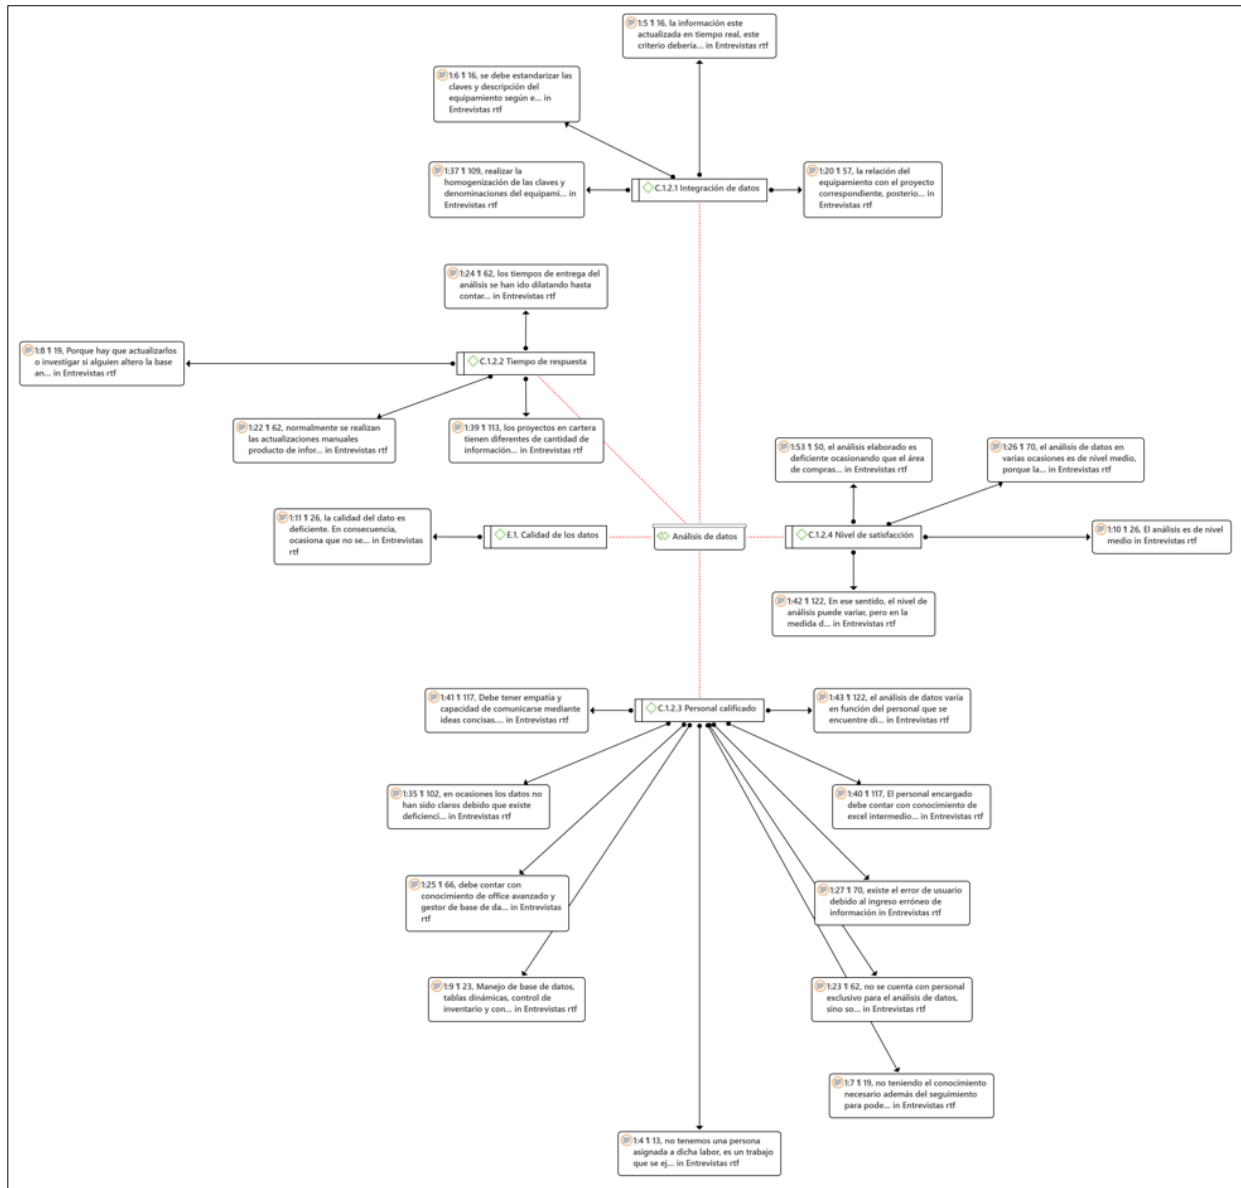 1:5 ¶ 16, la información este
actualizada en tiempo real, este
criterio debería... in Entrevistas rtf
1:6 ¶ 16, se debe estandarizar las
claves y descripción del
equipamiento según e... in
Entrevistas rtf
1:37 ¶ 109, realizar la
homogenización de las claves y
denominaciones del equipami... in
Entrevistas rtf
C.1.2.1 Integración de datos
1:20 ¶ 57, la relación del
equipamiento con el proyecto
correspondiente, posterio...
in Entrevistas rtf
1:24 ¶ 62, los tiempos de entrega del
análisis se han ido dilatando hasta
contar... in Entrevistas rtf
1:8 ¶ 19, Porque hay que actualizarlos
o investigar si alguien altero la base
an... in Entrevistas rtf
C.1.2.2 Tiempo de respuesta
1:22 ¶ 62, normalmente se realizan
las actualizaciones manuales
producto de infor... in Entrevistas rtf
1:39 ¶ 113, los proyectos en cartera
tienen diferentes de cantidad de
información... in Entrevistas rtf
1:53 ¶ 50, el análisis elaborado es
deficiente ocasionando que el área
de compras... in Entrevistas rtf
1:26 ¶ 70, el análisis de datos en
varias ocasiones es de nivel medio,
porque la... in Entrevistas rtf
1:11 ¶ 26, la calidad del dato es
deficiente. En consecuencia,
ocasiona que no se... in Entrevistas
rtf
E.1. Calidad de los datos
Análisis de datos
C.1.2.4 Nivel de satisfacción
1:10 ¶ 26, El análisis es de nivel
medio in Entrevistas rtf
1:42 ¶ 122, En ese sentido, el nivel de
análisis puede variar, pero en la
medida d... in Entrevistas rtf
1:41 ¶ 117, Debe tener empatía y
capacidad de comunicarse mediante
ideas concisas.... in Entrevistas rtf
C.1.2.3 Personal calificado
1:43 ¶ 122, el análisis de datos varía
en función del personal que se
encuentre di... in Entrevistas rtf
1:35 ¶ 102, en ocasiones los datos no
han sido claros debido que existe
deficienci... in Entrevistas rtf
1:40 ¶ 117, El personal encargado
debe contar con conocimiento de
excel intermedio... in Entrevistas
rtf
1:25 ¶ 66, debe contar con
conocimiento de office avanzado y
gestor de base de da... in Entrevistas
rtf
1:27 ¶ 70, existe el error de usuario
debido al ingreso erróneo de
información in Entrevistas rtf
1:9 ¶ 23, Manejo de base de datos,
tablas dinámicas, control de
inventario y con... in Entrevistas rtf
1:23 ¶ 62, no se cuenta con personal
exclusivo para el análisis de datos,
sino so... in Entrevistas rtf
1:7 ¶ 19, no teniendo el conocimiento
necesario además del seguimiento
para pode... in Entrevistas rtf
1:4 ¶ 13, no tenemos una persona
asignada a dicha labor, es un trabajo
que se ej... in Entrevistas rtf